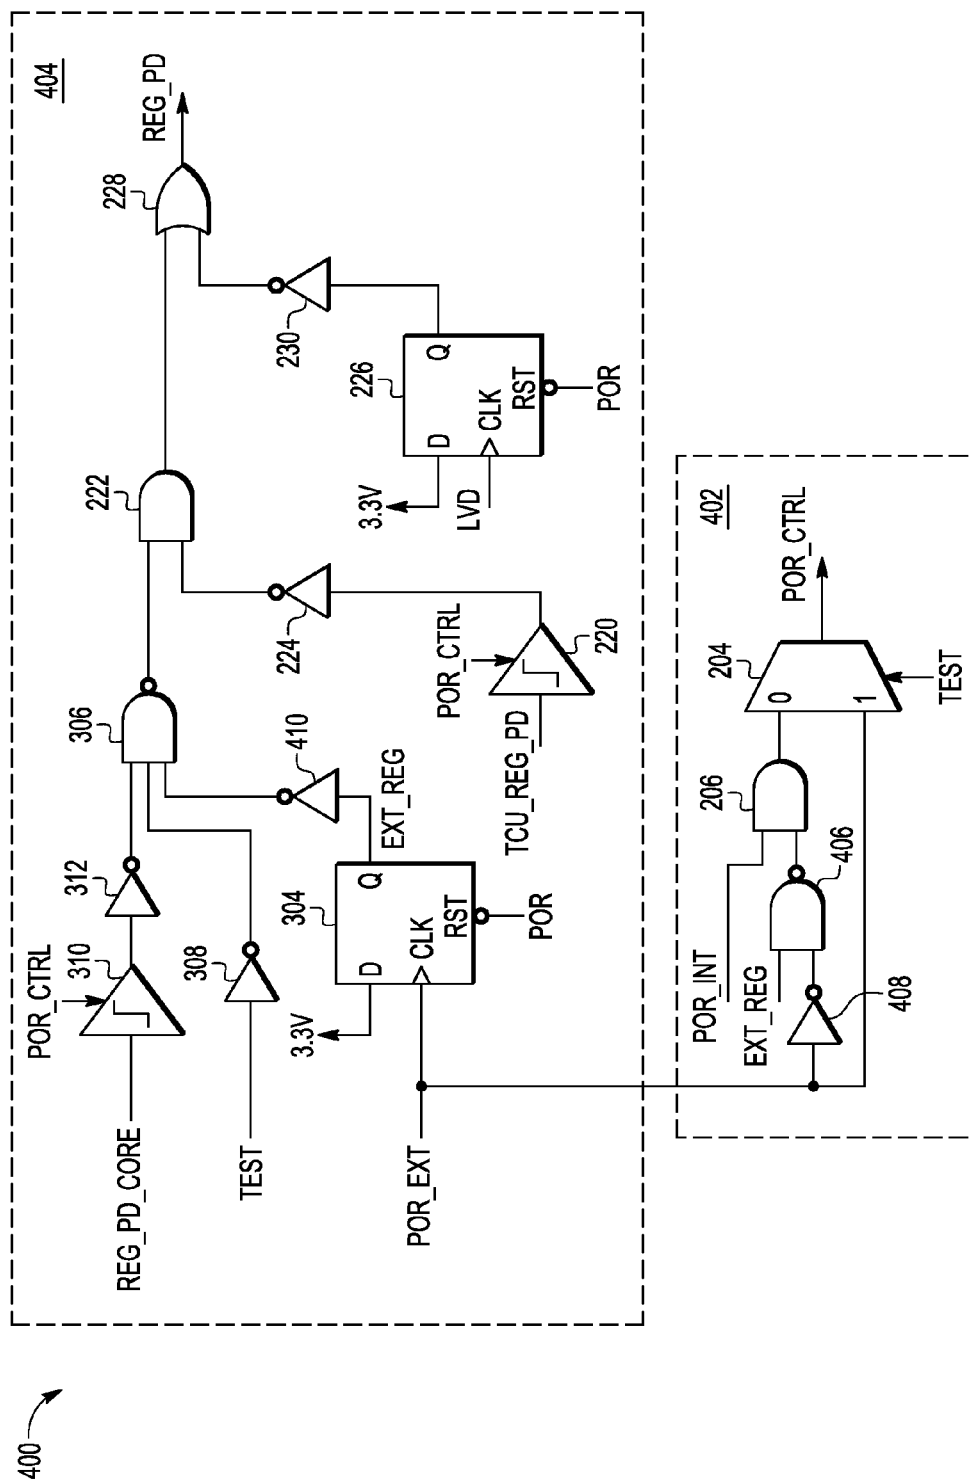 400
404
REG_PD_CORE
POR_CTRL
310
312
TEST
308
POR_EXT
3.3V
304
D
Q
CLK
RST
POR
EXT_REG
410
306
222
224
TCU_REG_PD
POR_CTRL
220
3.3V
LVD
226
D
Q
CLK
RST
POR
230
228
REG_PD
402
POR_INT
EXT_REG
408
406
206
204
0
1
TEST
POR_CTRL